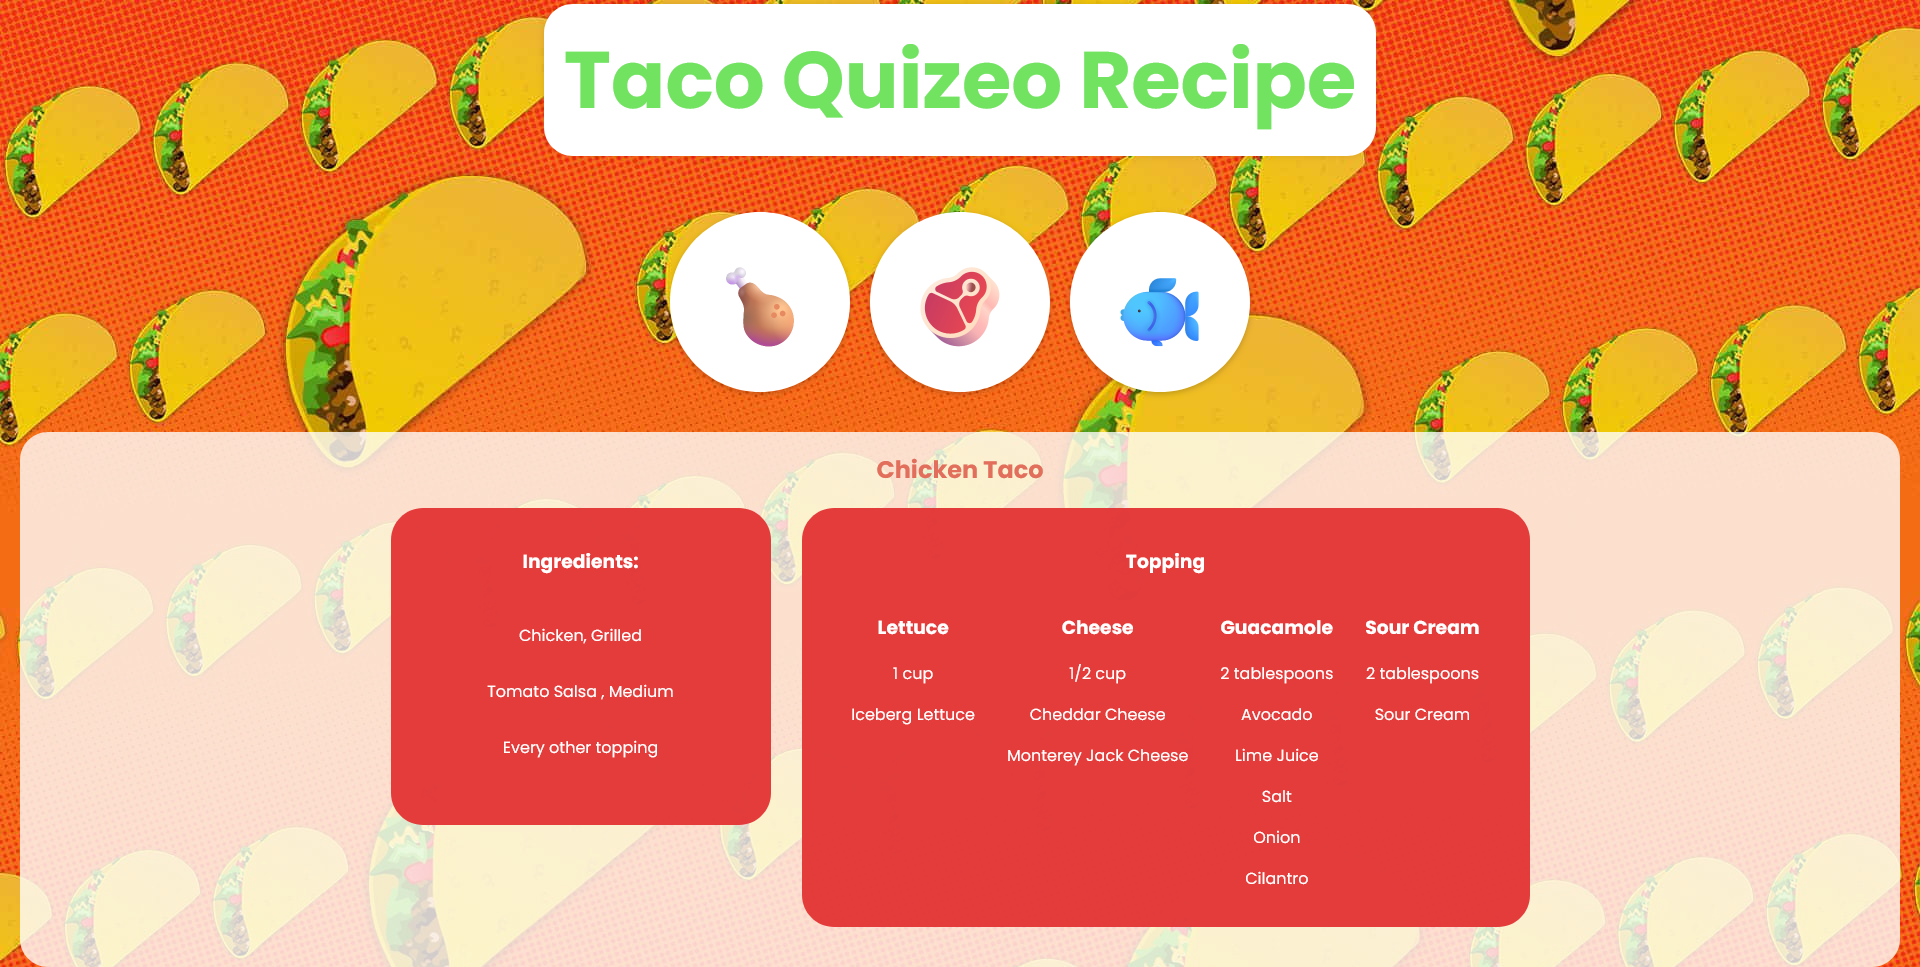 Taco Quizeo Recipe
Chicken Taco
Ingredients:
Chicken, Grilled
Tomato Salsa , Medium
Every other topping
Topping
Lettuce
1 cup
Iceberg Lettuce
Cheese
1/2 cup
Cheddar Cheese
Monterey Jack Cheese
Guacamole
2 tablespoons
Avocado
Lime Juice
Salt
Onion
Cilantro
Sour Cream
2 tablespoons
Sour Cream